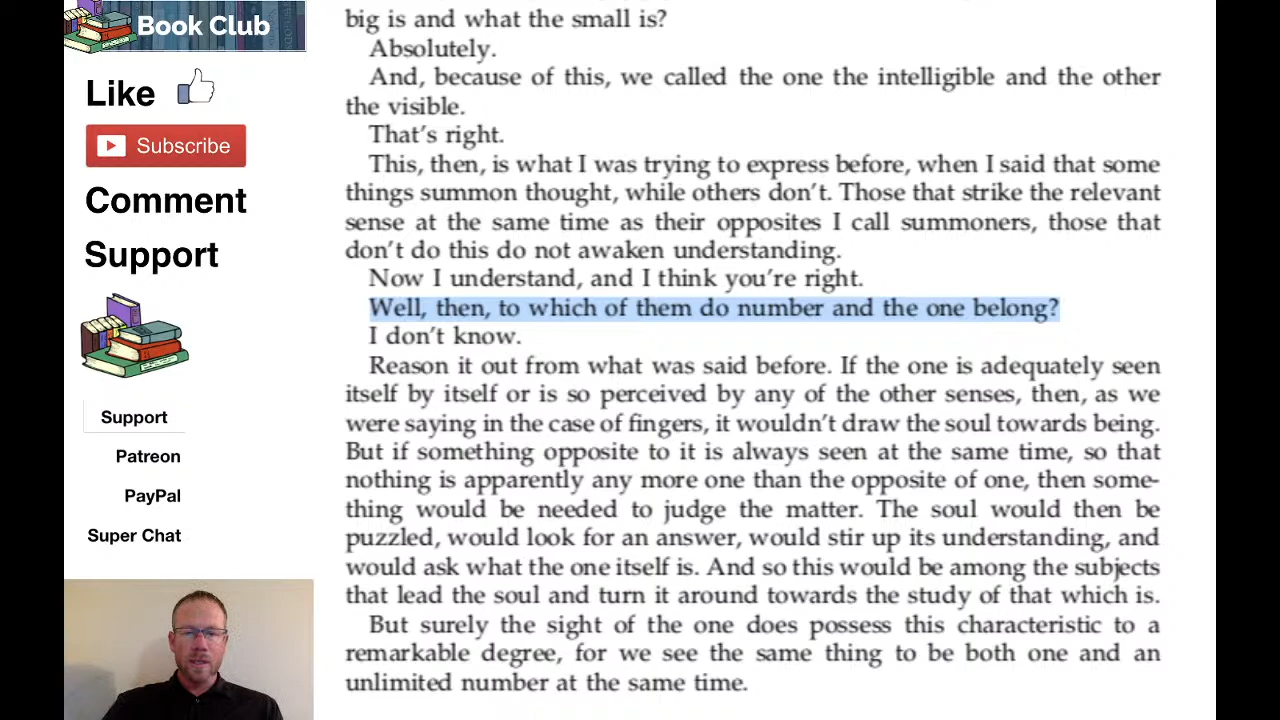 Book Club
Like
Subscribe
Comment
Support
Support
Patreon
PayPal
Super Chat
big is and what the small is?
Absolutely.
And, because of this, we called the one the intelligible and the other
the visible.
That's right.
This, then, is what I was trying to express before, when I said that some
things summon thought, while others don't. Those that strike the relevant
sense at the same time as their opposites I call summoners, those that
don't do this do not awaken understanding.
Now I understand, and I think you're right.
Well, then, to which of them do number and the one belong?
I don't know.
Reason it out from what was said before. If the one is adequately seen
itself by itself or is so perceived by any of the other senses, then, as we
were saying in the case of fingers, it wouldn't draw the soul towards being.
But if something opposite to it is always seen at the same time, so that
nothing is apparently any more one than the opposite of one, then some-
thing would be needed to judge the matter. The soul would then be
puzzled, would look for an answer, would stir up its understanding, and
would ask what the one itself is. And so this would be among the subjects
that lead the soul and turn it around towards the study of that which is.
But surely the sight of the one does possess this characteristic to a
remarkable degree, for we see the same thing to be both one and an
unlimited number at the same time.